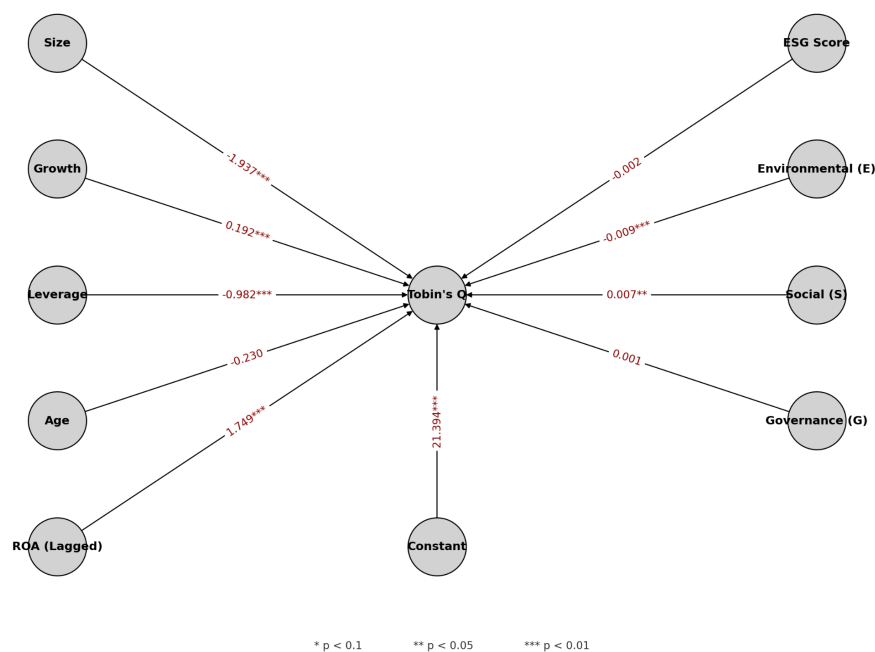 Size
ESG Score
-1.937***
-0.002
Growth
Environmental (E)
0.192***
-0.009***
Leverage
-0.982***
Tobin's Q
0.007**
Social (S)
-0.230
0.001
Age
1.749***
21.394***
Governance (G)
ROA (Lagged)
Constant
* p < 0.1
** p < 0.05
*** p < 0.01